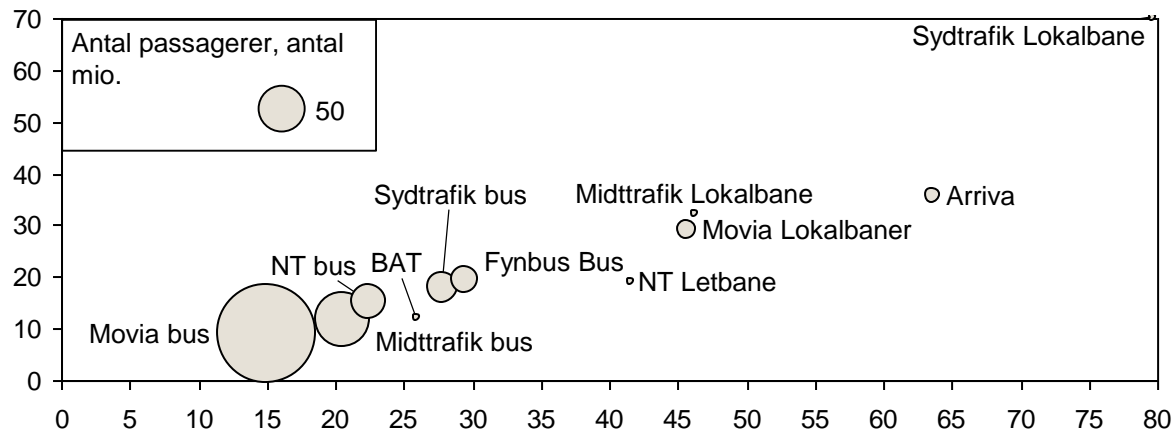 70
60
50
40
30
20
10
0
Antal passagerer, antal
mio.
50
Sydtrafik Lokalbane
Sydtrafik bus
Midttrafik Lokalbane
Arriva
Movia Lokalbaner
NT bus
BAT
Fynbus Bus
NT Letbane
Movia bus
Midttrafik bus
0 5 10 15 20 25 30 35 40 45 50 55 60 65 70 75 80